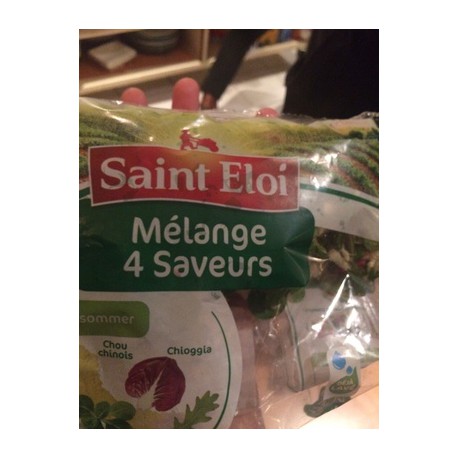 Saint Eloi
Mélange
4 Saveurs
sommer
Chou
chinois
Chioggia